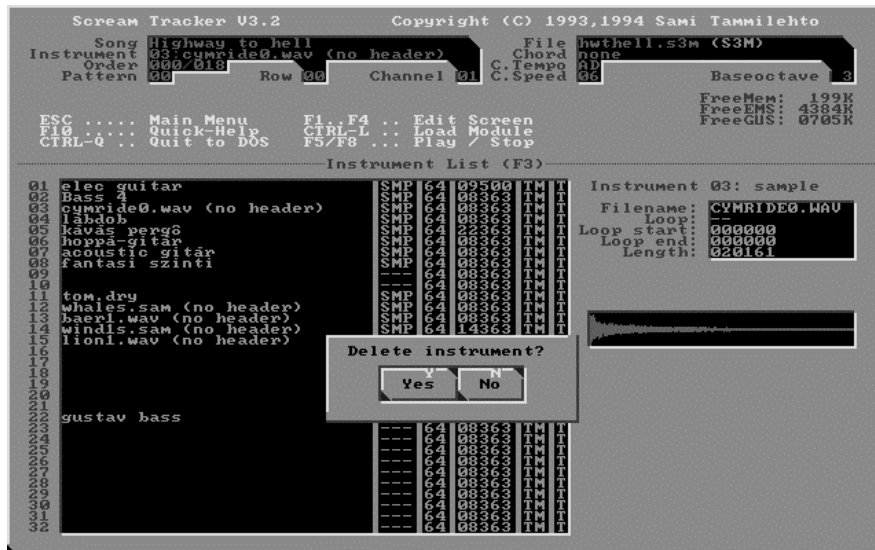 Scream Tracker V3.2 Copyright (C) 1993,1994 Sami Tammilehto
Song Highway to hell File hwthell.s3m (S3M)
Instrument 03:cymride0.wav (no header) Chord none
Order 000/018 C.Tempo AD
Pattern 00 Row 00 Channel 01 C.Speed 06 Baseoctave 3
FreeMem: 199K
FreeEMS: 4384K
FreeGUS: 0705K
ESC ..... Main Menu F1..F4 .. Edit Screen
F10 ..... Quick-Help CTRL-L .. Load Module
CTRL-Q .. Quit to DOS F5/F8 ... Play / Stop
Instrument List (F3)
01 elec guitar SMP 64 09500 TM T
02 Bass 4 SMP 64 08363 TM T
03 cymride0.wav (no header) SMP 64 08363 TM T
04 lábdob SMP 64 08363 TM T
05 kávás pergõ SMP 64 22363 TM T
06 hoppá-gitár SMP 64 08363 TM T
07 acoustic gitár SMP 64 08363 TM T
08 fantasi szinti SMP 64 08363 TM T
09 --- 64 08363 TM T
10 --- 64 08363 TM T
11 tom.dry SMP 64 08363 TM T
12 whales.sam (no header) SMP 64 08363 TM T
13 baer1.wav (no header) SMP 64 08363 TM T
14 wind1s.sam (no header) SMP 64 14363 TM T
15 lion1.wav (no header)
16
17
18
19
20
21
22 gustav bass
23 --- 64 08363 TM T
24 --- 64 08363 TM T
25 --- 64 08363 TM T
26 --- 64 08363 TM T
27 --- 64 08363 TM T
28 --- 64 08363 TM T
29 --- 64 08363 TM T
30 --- 64 08363 TM T
31 --- 64 08363 TM T
32 --- 64 08363 TM T
Instrument 03: sample
Filename: CYMRIDE0.WAV
Loop: --
Loop start: 000000
Loop end: 000000
Length: 020161
Delete instrument?
Y N
Yes No